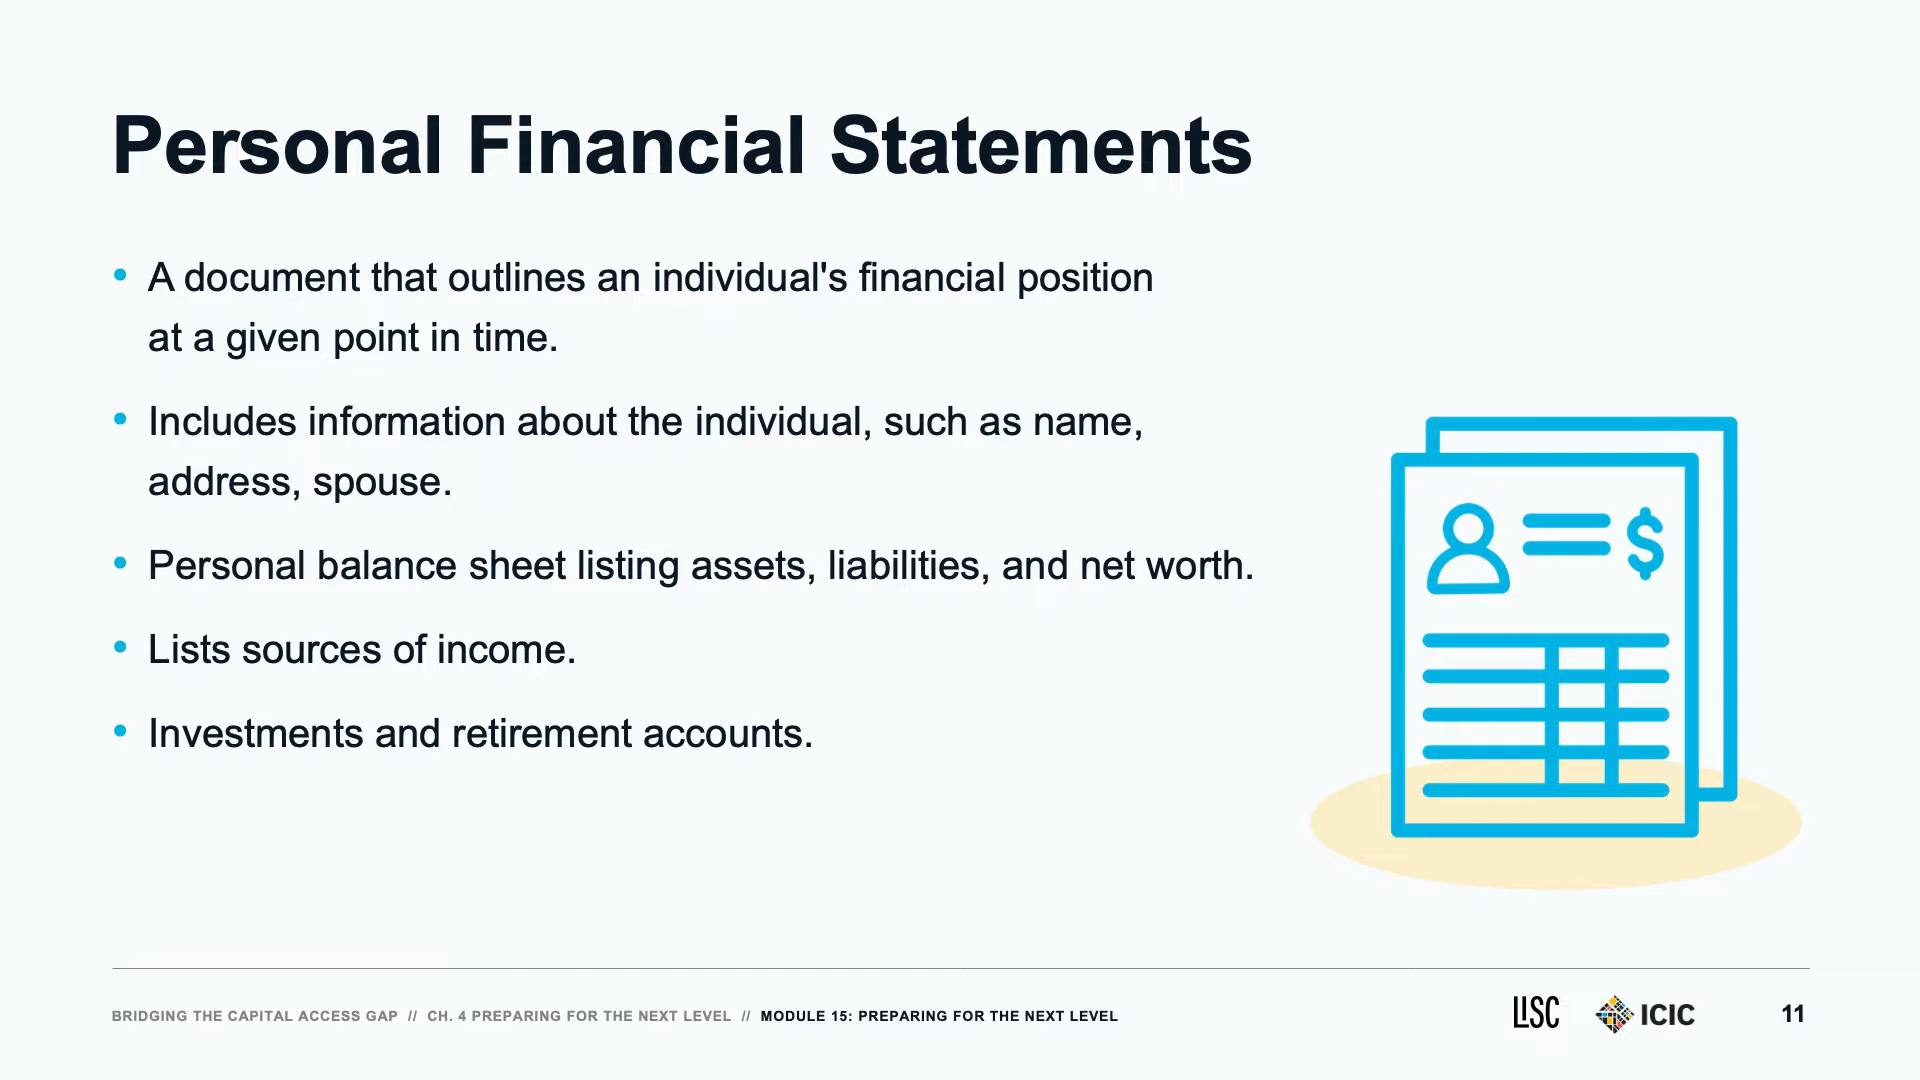 Personal Financial Statements
• A document that outlines an individual's financial position
at a given point in time.
• Includes information about the individual, such as name,
address, spouse.
• Personal balance sheet listing assets, liabilities, and net worth.
• Lists sources of income.
• Investments and retirement accounts.
$
BRIDGING THE CAPITAL ACCESS GAP // CH. 4 PREPARING FOR THE NEXT LEVEL // MODULE 15: PREPARING FOR THE NEXT LEVEL
LISC ICIC 11